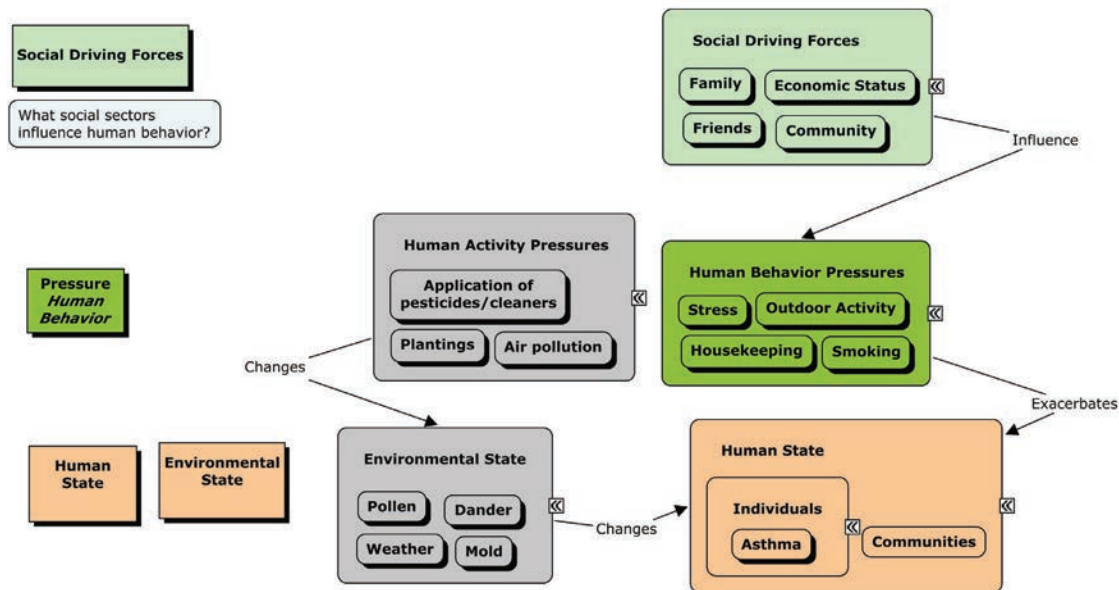 Social Driving Forces
What social sectors
influence human behavior?
Social Driving Forces
Family
Economic Status
Friends
Community
Influence
Pressure
Human
Behavior
Human Activity Pressures
Application of
pesticides/cleaners
Plantings
Air pollution
Human Behavior Pressures
Stress
Outdoor Activity
Housekeeping
Smoking
Changes
Exacerbates
Human
State
Environmental
State
Environmental State
Pollen
Dander
Weather
Mold
Changes
Human State
Individuals
Asthma
Communities